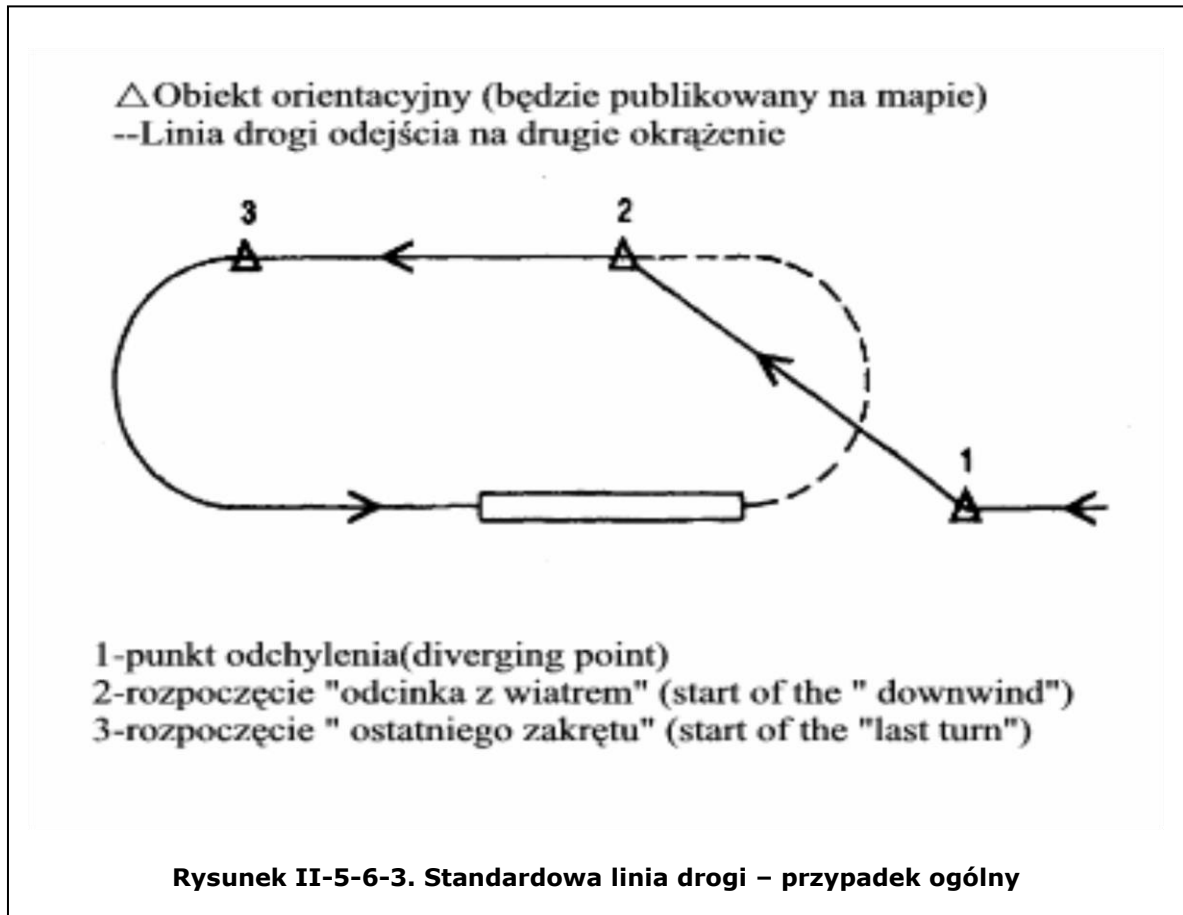 △Obiekt orientacyjny (będzie publikowany na mapie)
--Linia drogi odejścia na drugie okrążenie
3
2
1
1-punkt odchylenia(diverging point)
2-rozpoczęcie "odcinka z wiatrem" (start of the " downwind")
3-rozpoczęcie " ostatniego zakrętu" (start of the "last turn")
Rysunek II-5-6-3. Standardowa linia drogi – przypadek ogólny